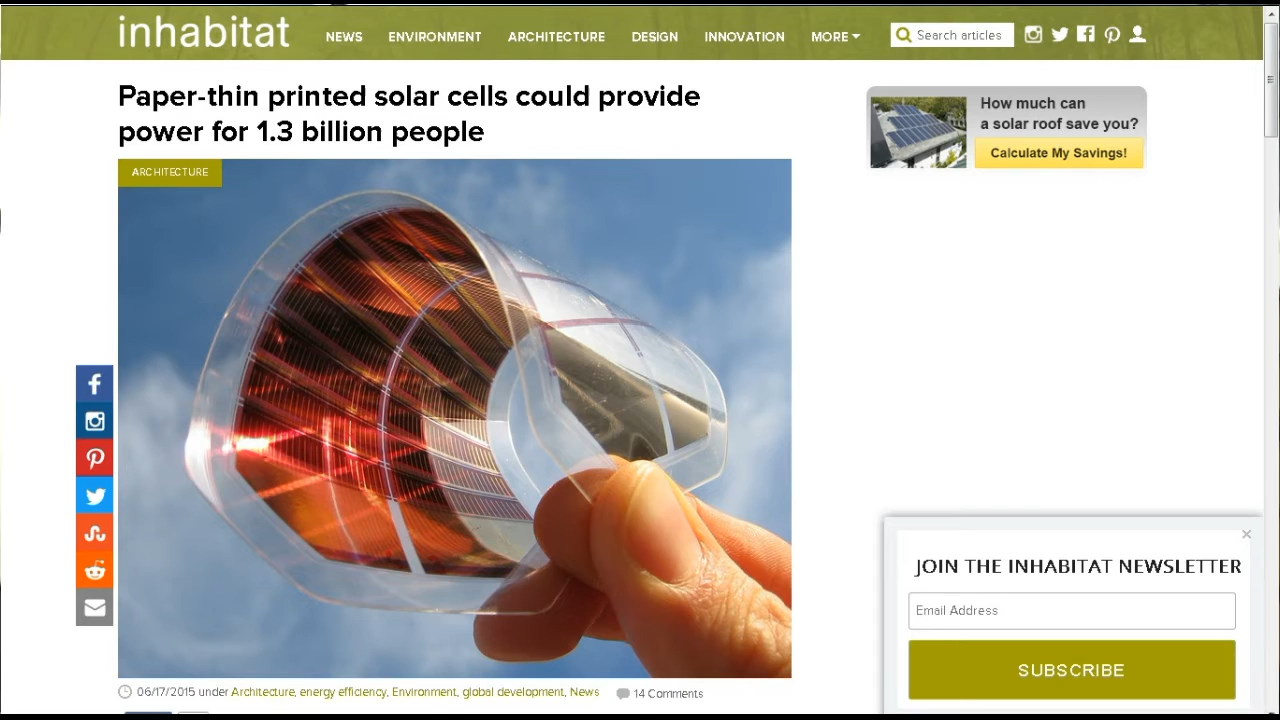 inhabitat
NEWS ENVIRONMENT ARCHITECTURE DESIGN INNOVATION MORE
Search articles
Paper-thin printed solar cells could provide
power for 1.3 billion people
ARCHITECTURE
How much can
a solar roof save you?
Calculate My Savings!
06/17/2015 under Architecture, energy efficiency, Environment, global development, News 14 Comments
JOIN THE INHABITAT NEWSLETTER
Email Address
SUBSCRIBE